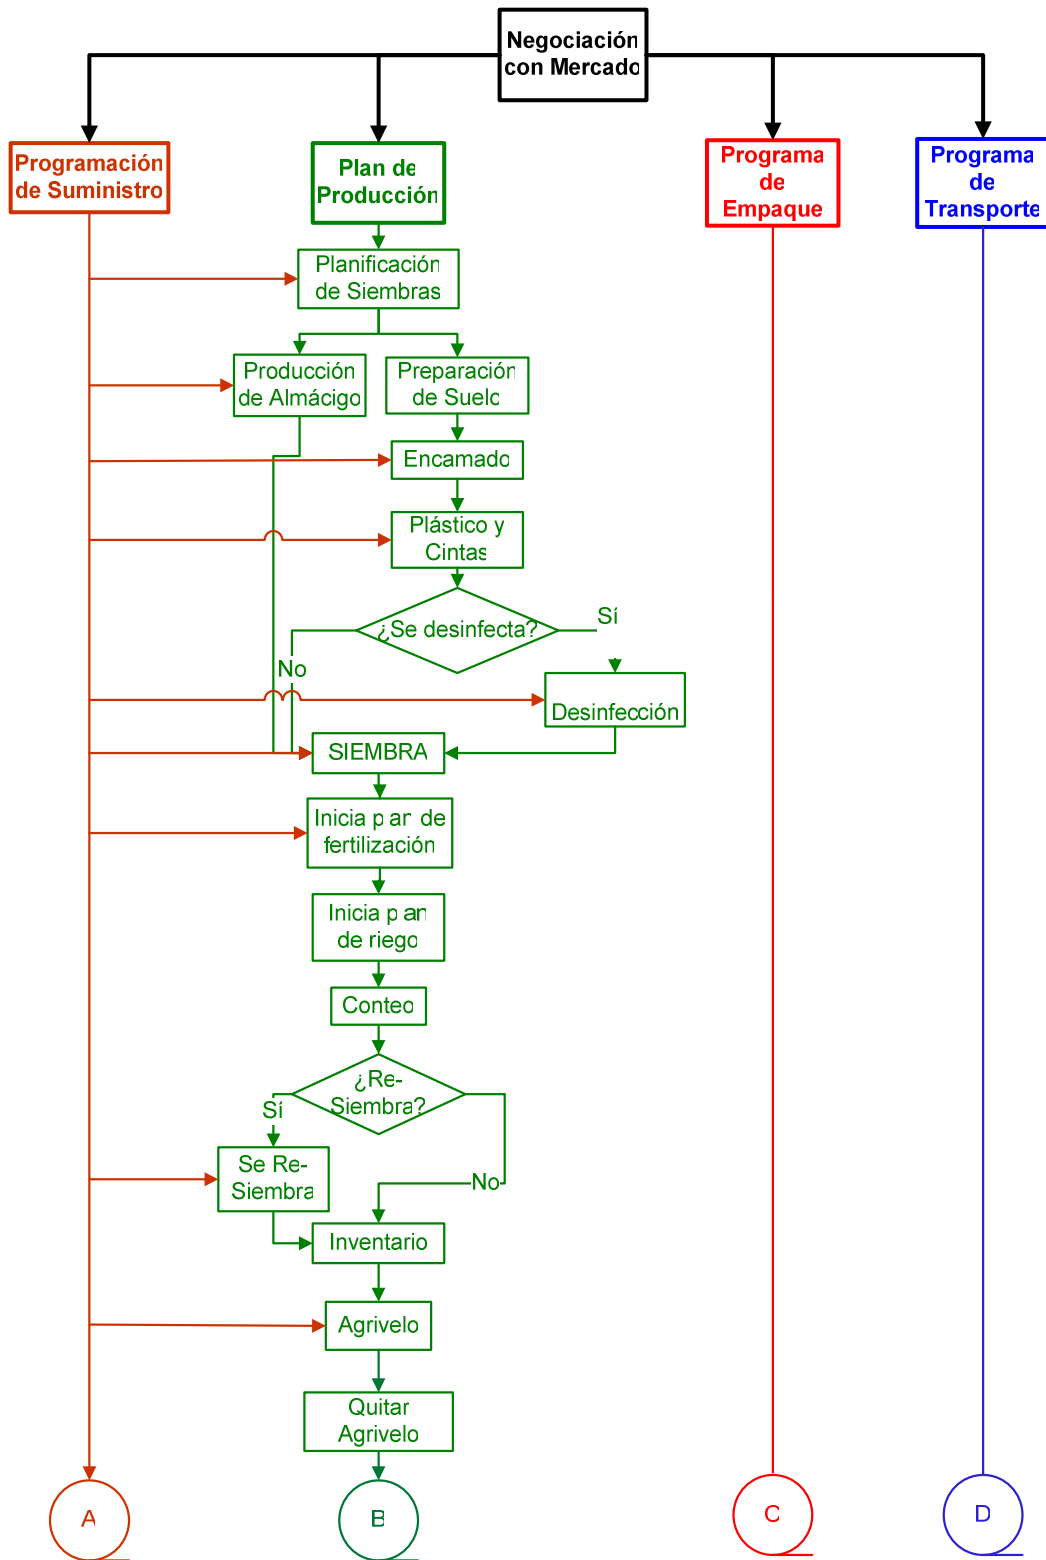 Negociación
con Mercado
Programación
de Suministro
Plan de
Producción
Programa
de
Empaque
Programa
de
Transporte
Planificación
de Siembras
Producción
de Almácigo
Preparación
de Suelo
Encamado
Plástico y
Cintas
¿Se desinfecta?
Sí
No
Desinfección
SIEMBRA
Inicia plan de
fertilización
Inicia plan
de riego
Conteo
¿Re-
Siembra?
Sí
Se Re-
Siembra
No
Inventario
Agrivelo
Quitar
Agrivelo
A
B
C
D